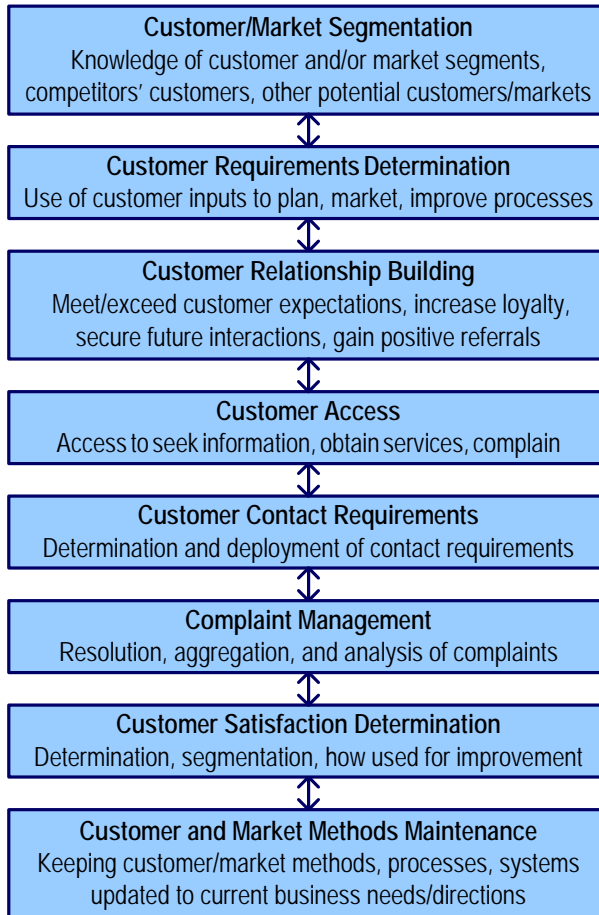 Customer/Market Segmentation
Knowledge of customer and/or market segments,
competitors’ customers, other potential customers/markets
Customer Requirements Determination
Use of customer inputs to plan, market, improve processes
Customer Relationship Building
Meet/exceed customer expectations, increase loyalty,
secure future interactions, gain positive referrals
Customer Access
Access to seek information, obtain services, complain
Customer Contact Requirements
Determination and deployment of contact requirements
Complaint Management
Resolution, aggregation, and analysis of complaints
Customer Satisfaction Determination
Determination, segmentation, how used for improvement
Customer and Market Methods Maintenance
Keeping customer/market methods, processes, systems
updated to current business needs/directions